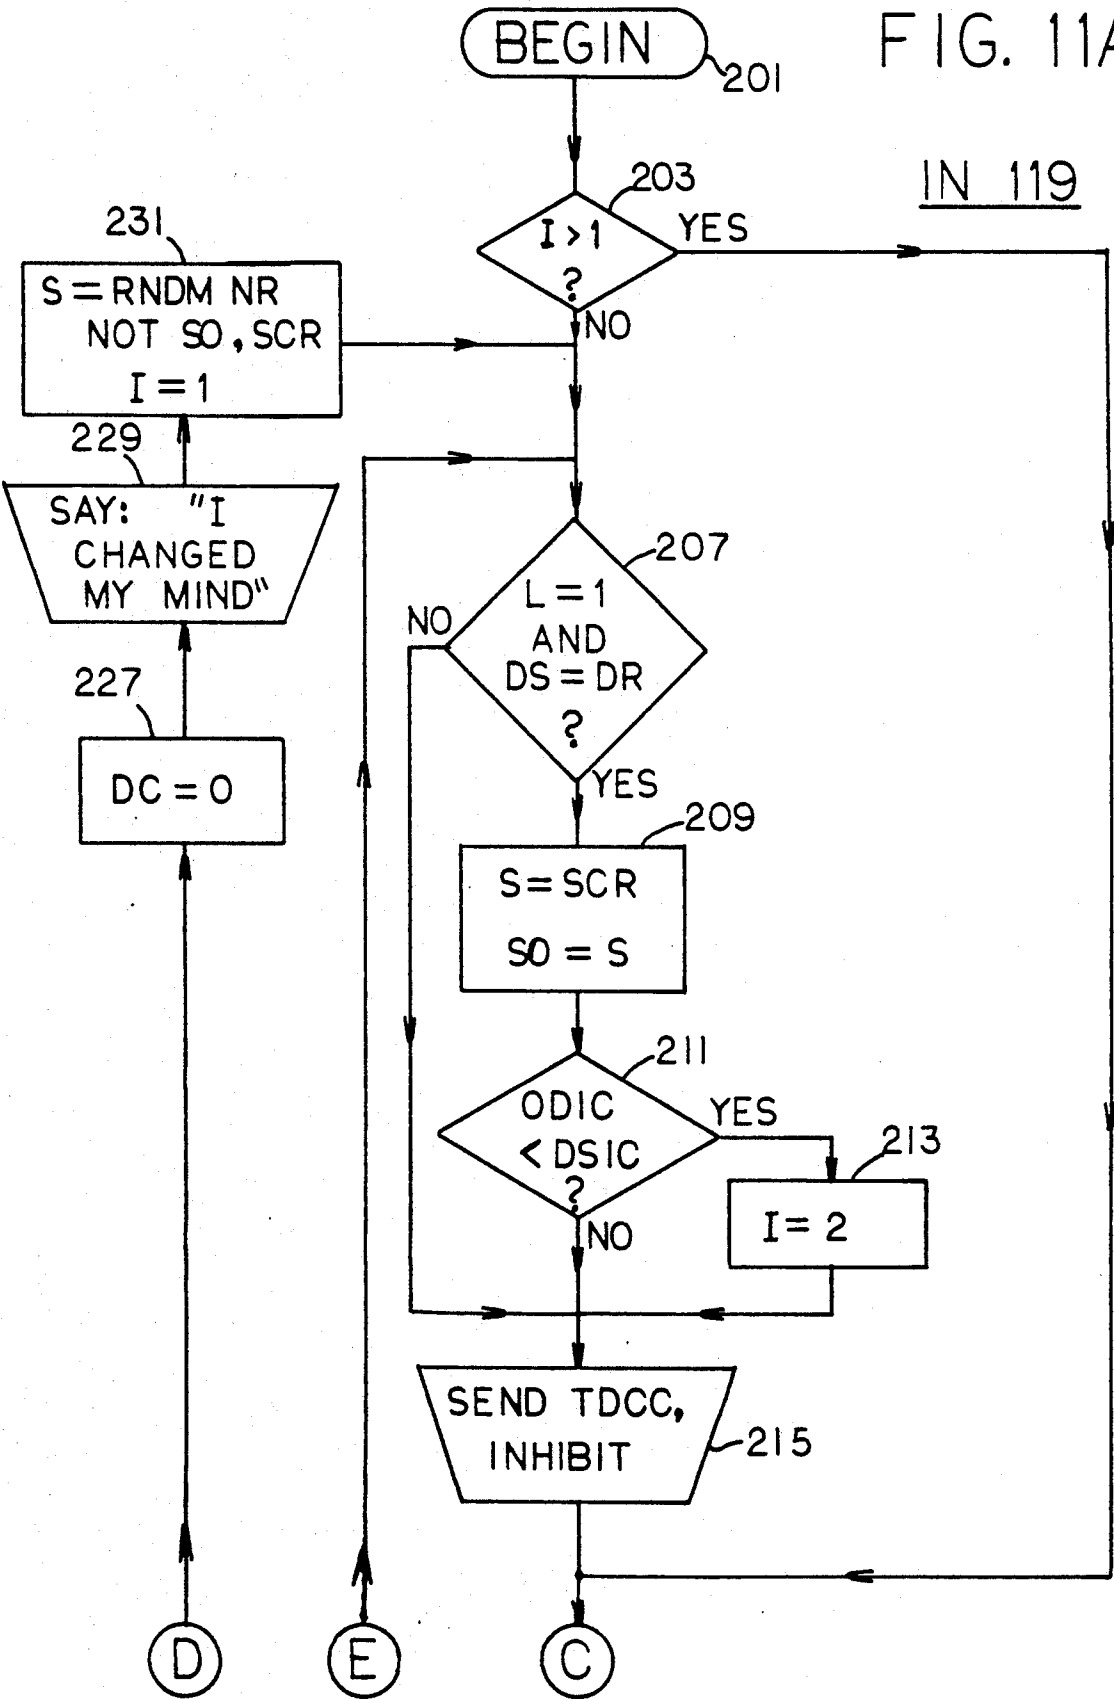 BEGIN
201
FIG. 11A
IN 119
203
I > 1
?
YES
NO
231
S = RNDM NR
NOT SO, SCR
I = 1
229
SAY: "I
CHANGED
MY MIND"
227
DC = 0
207
L = 1
AND
DS = DR
?
NO
YES
209
S = SCR
SO = S
211
ODIC
< DSIC
?
YES
NO
213
I = 2
SEND TDCC,
INHIBIT
215
D
E
C